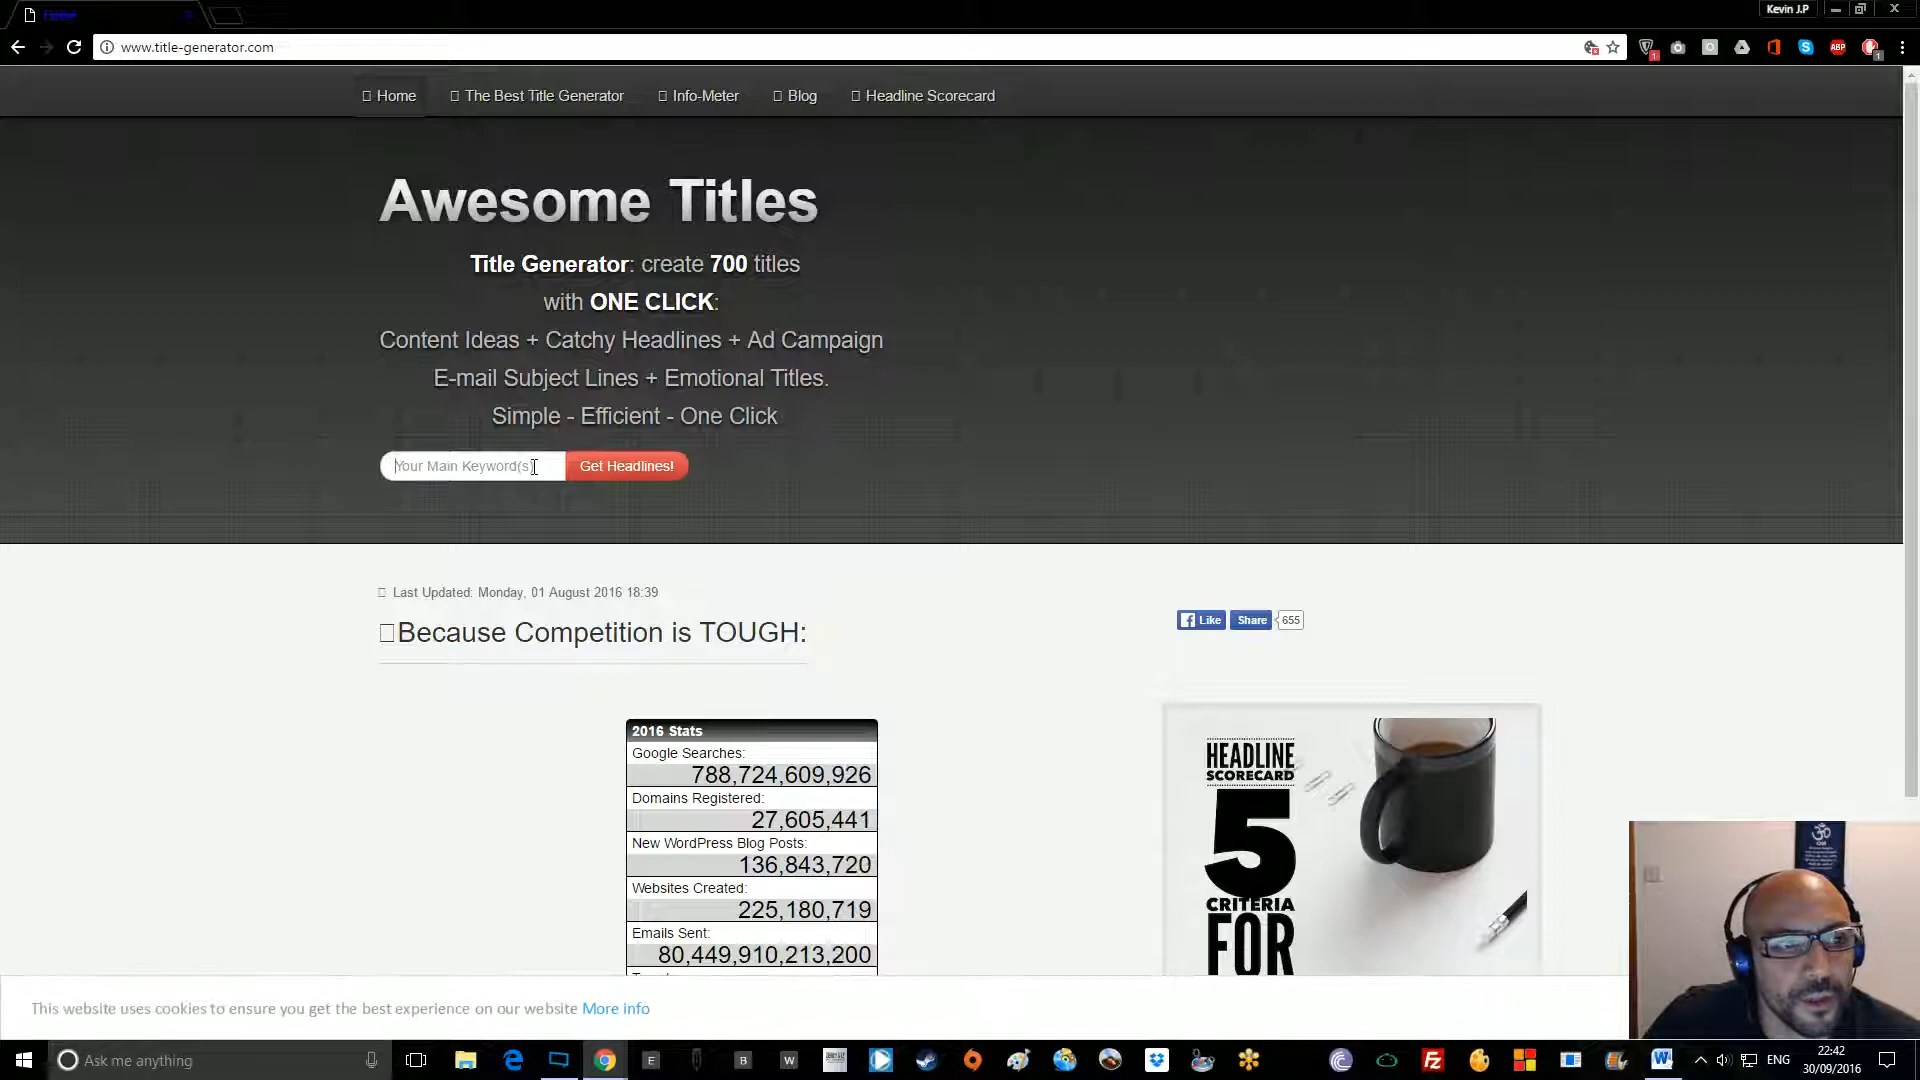 Kevin J.P
www.title-generator.com
1
ABP
1
Home
The Best Title Generator
Info-Meter
Blog
Headline Scorecard
Awesome Titles
Title Generator: create 700 titles
with ONE CLICK:
Content Ideas + Catchy Headlines + Ad Campaign
E-mail Subject Lines + Emotional Titles.
Simple - Efficient - One Click
Your Main Keyword(s)
Get Headlines!
Last Updated: Monday, 01 August 2016 18:39
Because Competition is TOUGH:
Like
Share
655
2016 Stats
Google Searches:
788,724,609,926
Domains Registered:
27,605,441
New WordPress Blog Posts:
136,843,720
Websites Created:
225,180,719
Emails Sent:
80,449,910,213,200
HEADLINE
SCORECARD
5
CRITERIA
FOR
This website uses cookies to ensure you get the best experience on our website More info
Ask me anything
E
B
W
ENG
22:42
30/09/2016